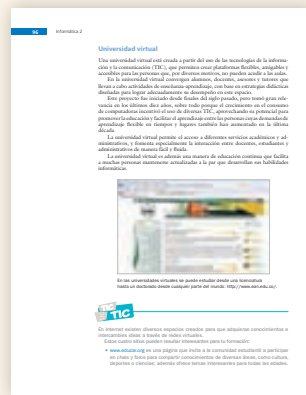 96
Informática 2
Universidad virtual
Una universidad virtual está creada a partir del uso de las tecnologías de la información y la comunicación (TIC), que permiten crear plataformas flexibles, amigables y
accesibles para las personas que, por diversos motivos, no pueden acudir a las aulas.
En la universidad virtual convergen alumnos, docentes, asesores y tutores que
llevan a cabo actividades de enseñanza-aprendizaje, con base en estrategias didácticas
diseñadas para lograr adecuadamente su desempeño en este espacio.
Este proyecto fue iniciado desde finales del siglo pasado, pero tomó gran relevancia en los últimos diez años, sobre todo porque el crecimiento en el consumo
de computadoras incentivó el uso de diversas TIC, aprovechando su potencial para
promover la educación y facilitar el aprendizaje entre las personas cuyas demandas de
aprendizaje flexible en tiempos y lugares también han aumentado en la última
década.
La universidad virtual permite el acceso a diferentes servicios académicos y administrativos, y fomenta especialmente la interacción entre docentes, estudiantes y
administrativos de manera fácil y fluida.
La universidad virtual es además una manera de educación continua que facilita
a muchas personas mantenerse actualizadas a la par que desarrollan sus habilidades
informáticas.
En las universidades virtuales se puede estudiar desde una licenciatura
hasta un doctorado desde cualquier parte del mundo: http://www.ean.edu.co/.
TIC
TIC
En Internet existen diversos espacios creados para que adquieras conocimientos e
intercambies ideas a través de redes virtuales.
Estos cuatro sitios pueden resultar interesantes para tu formación:
• www.educar.org es una página que invita a la comunidad estudiantil a participar
en chats y foros para compartir conocimientos de diversas áreas, como cultura,
deportes o ciencias; además ofrece temas interesantes para todas las edades.